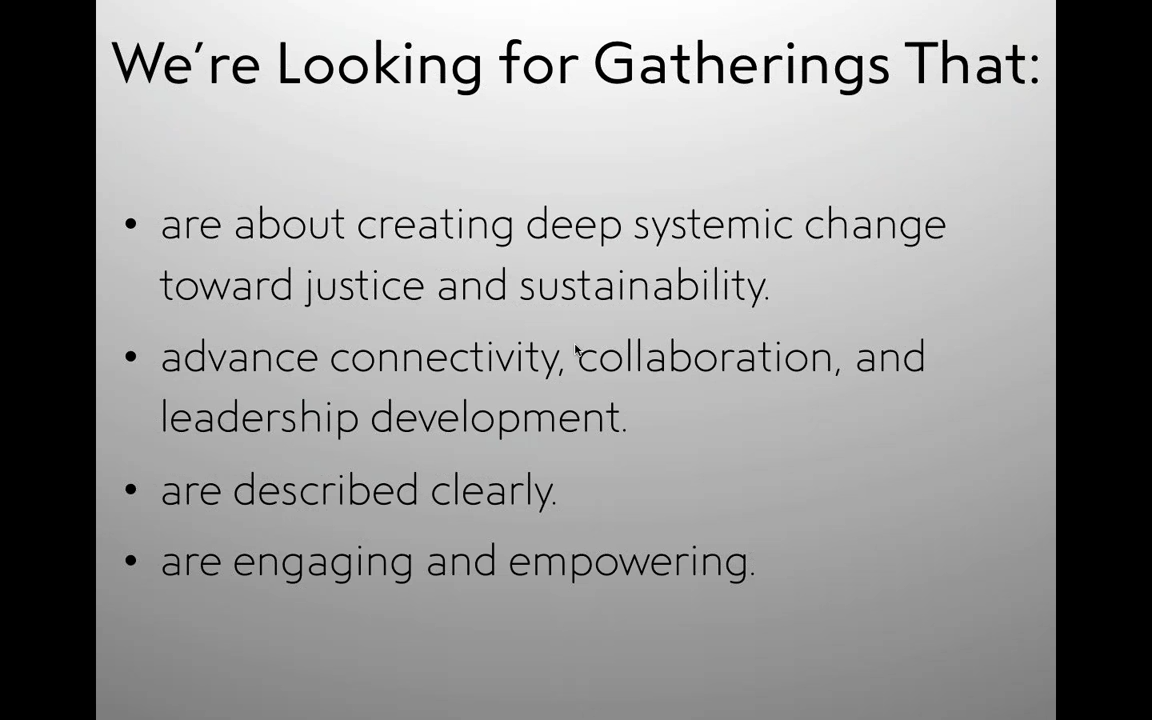 We’re Looking for Gatherings That:
• are about creating deep systemic change
toward justice and sustainability.
• advance connectivity, collaboration, and
leadership development.
• are described clearly.
• are engaging and empowering.